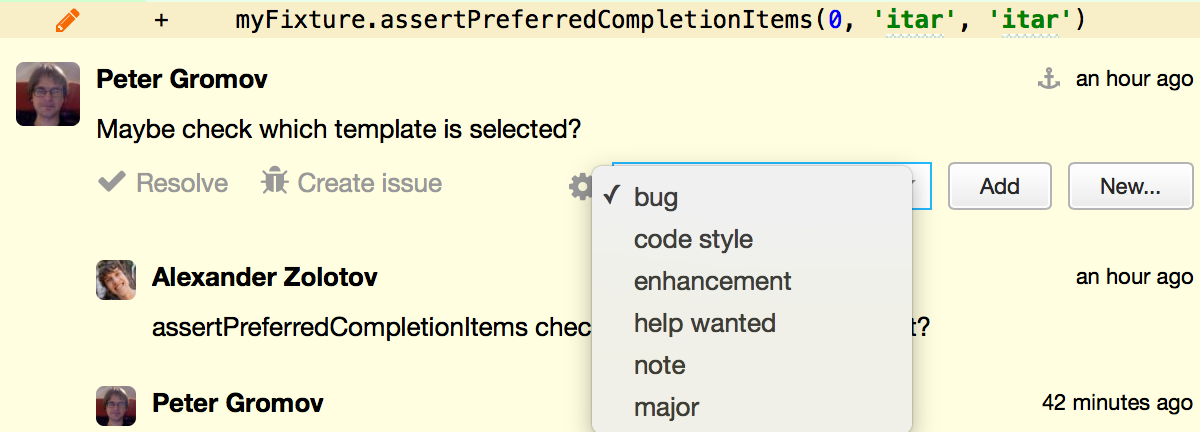 + myFixture.assertPreferredCompletionItems(0, 'itar', 'itar')
Peter Gromov an hour ago
Maybe check which template is selected?
Resolve Create issue Add New...
bug
code style
enhancement
help wanted
note
major
Alexander Zolotov an hour ago
assertPreferredCompletionItems chec t?
Peter Gromov 42 minutes ago